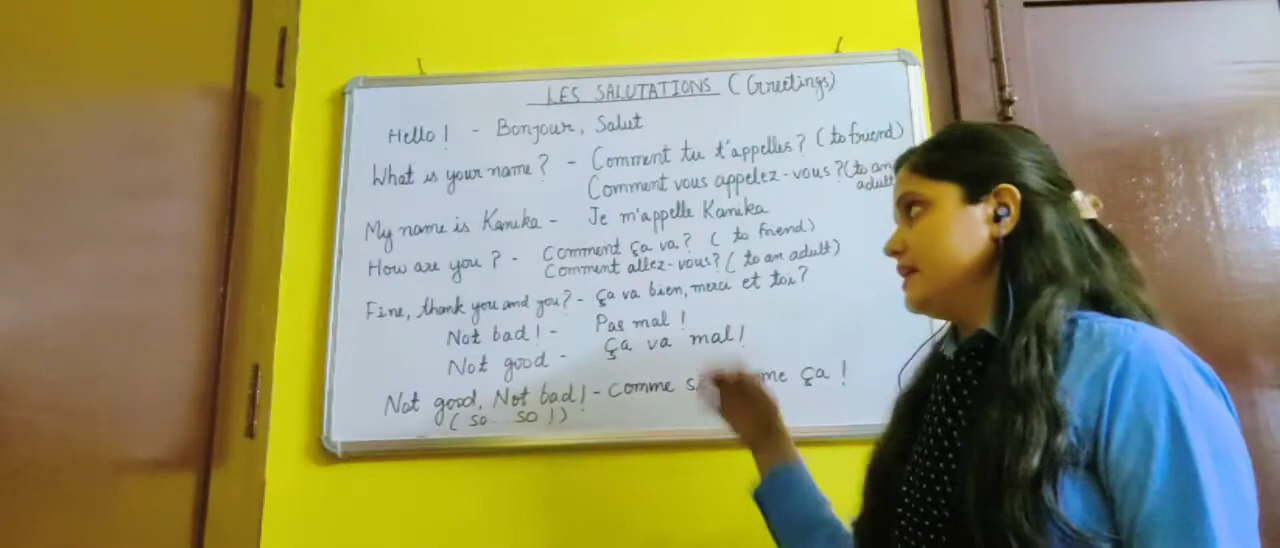 LES SALUTATIONS (Greetings)
Hello! - Bonjour, Salut
What is your name? - Comment tu t'appelles? (to friend)
Comment vous appelez-vous? (to an
adult
My name is Kanika - Je m'appelle Kanika
How are you? - Comment ça va? ( to friend)
Comment allez-vous? ( to an adult)
Fine, thank you and you? - Ça va bien, merci et toi?
Not bad! - Pas mal!
Not good - Ça va mal!
Not good, Not bad! - Comme ça!
( so... so!)